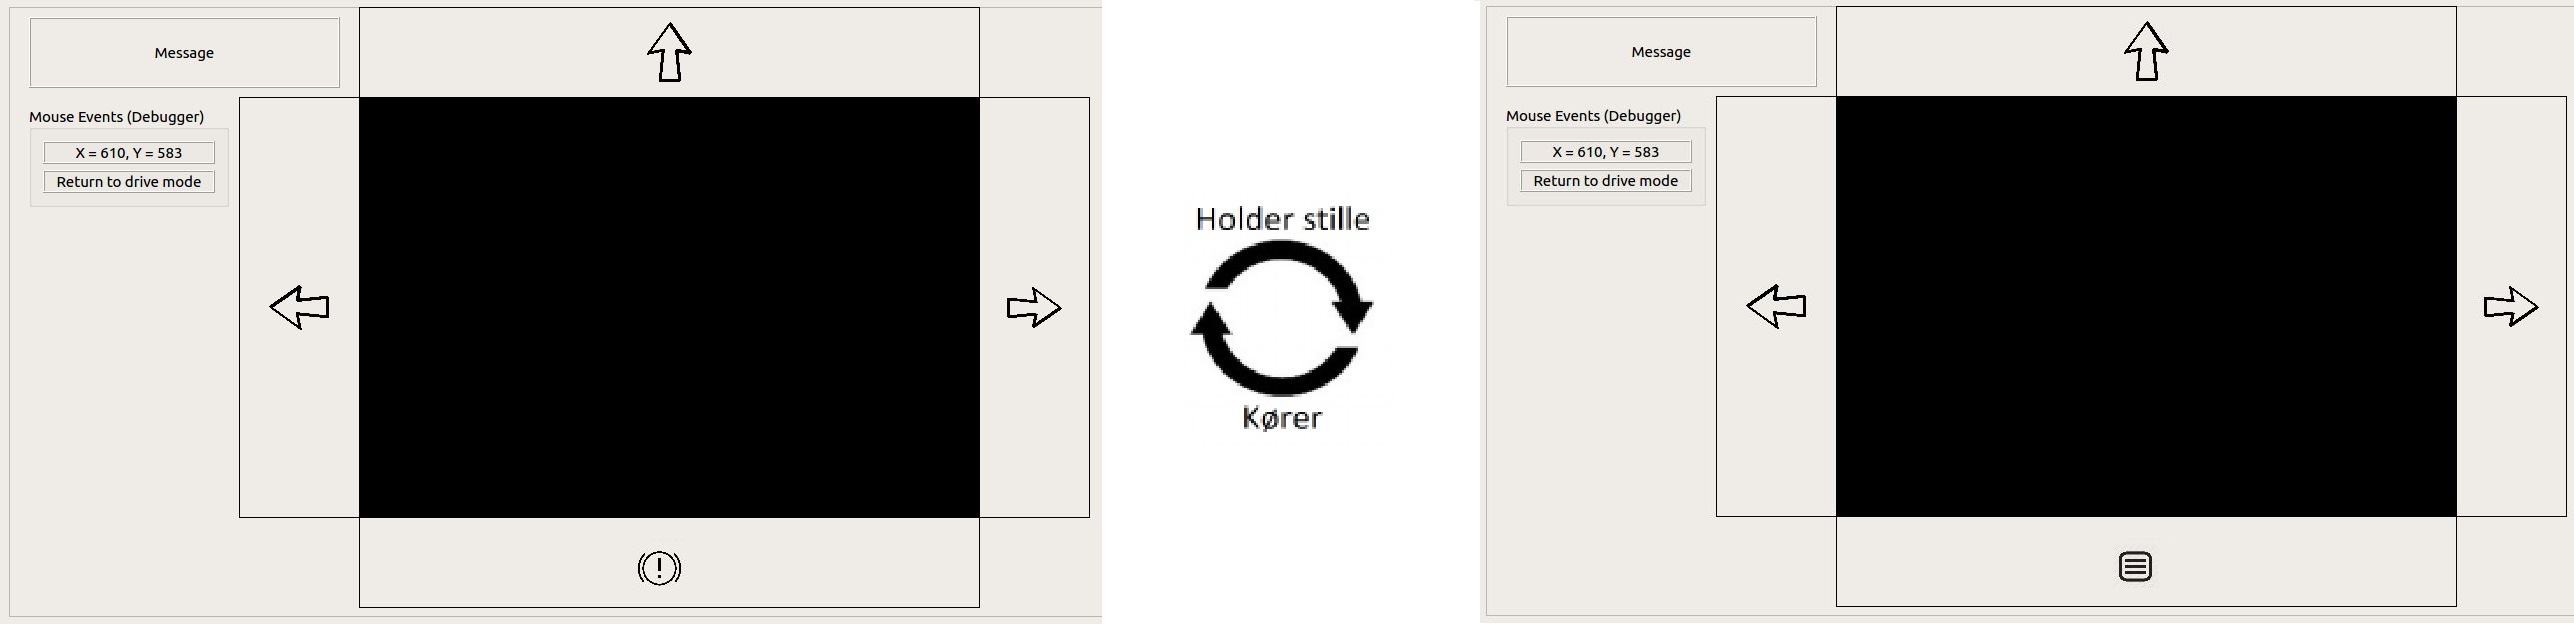 Message
Mouse Events (Debugger)
X = 610, Y = 583
Return to drive mode
Holder stille
Kører
Message
Mouse Events (Debugger)
X = 610, Y = 583
Return to drive mode